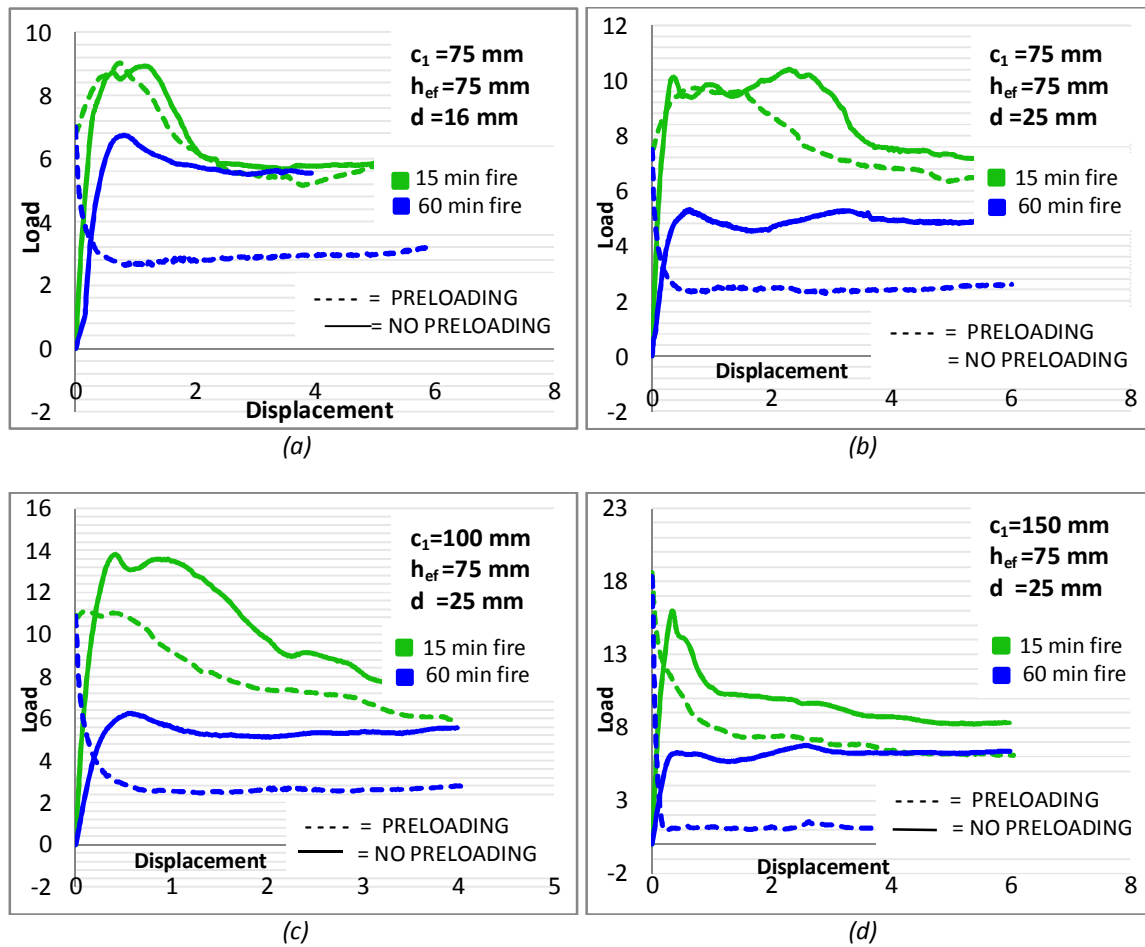 10
8
6
4
2
0
-2
Load
c1 =75 mm
hef =75 mm
d =16 mm
15 min fire
60 min fire
= PRELOADING
= NO PRELOADING
0 2 4 6 8
Displacement
(a)
12
10
8
6
4
2
0
-2
Load
c1 =75 mm
hef =75 mm
d =25 mm
15 min fire
60 min fire
= PRELOADING
= NO PRELOADING
Displacement
0 2 4 6 8
(b)
16
14
12
10
8
6
4
2
0
-2
Load
c1=100 mm
hef =75 mm
d =25 mm
15 min fire
60 min fire
= PRELOADING
= NO PRELOADING
Displacement
0 1 2 3 4 5
(c)
23
18
13
8
3
-2
Load
c1=150 mm
hef =75 mm
d =25 mm
15 min fire
60 min fire
= PRELOADING
= NO PRELOADING
Displacement
0 2 4 6 8
(d)